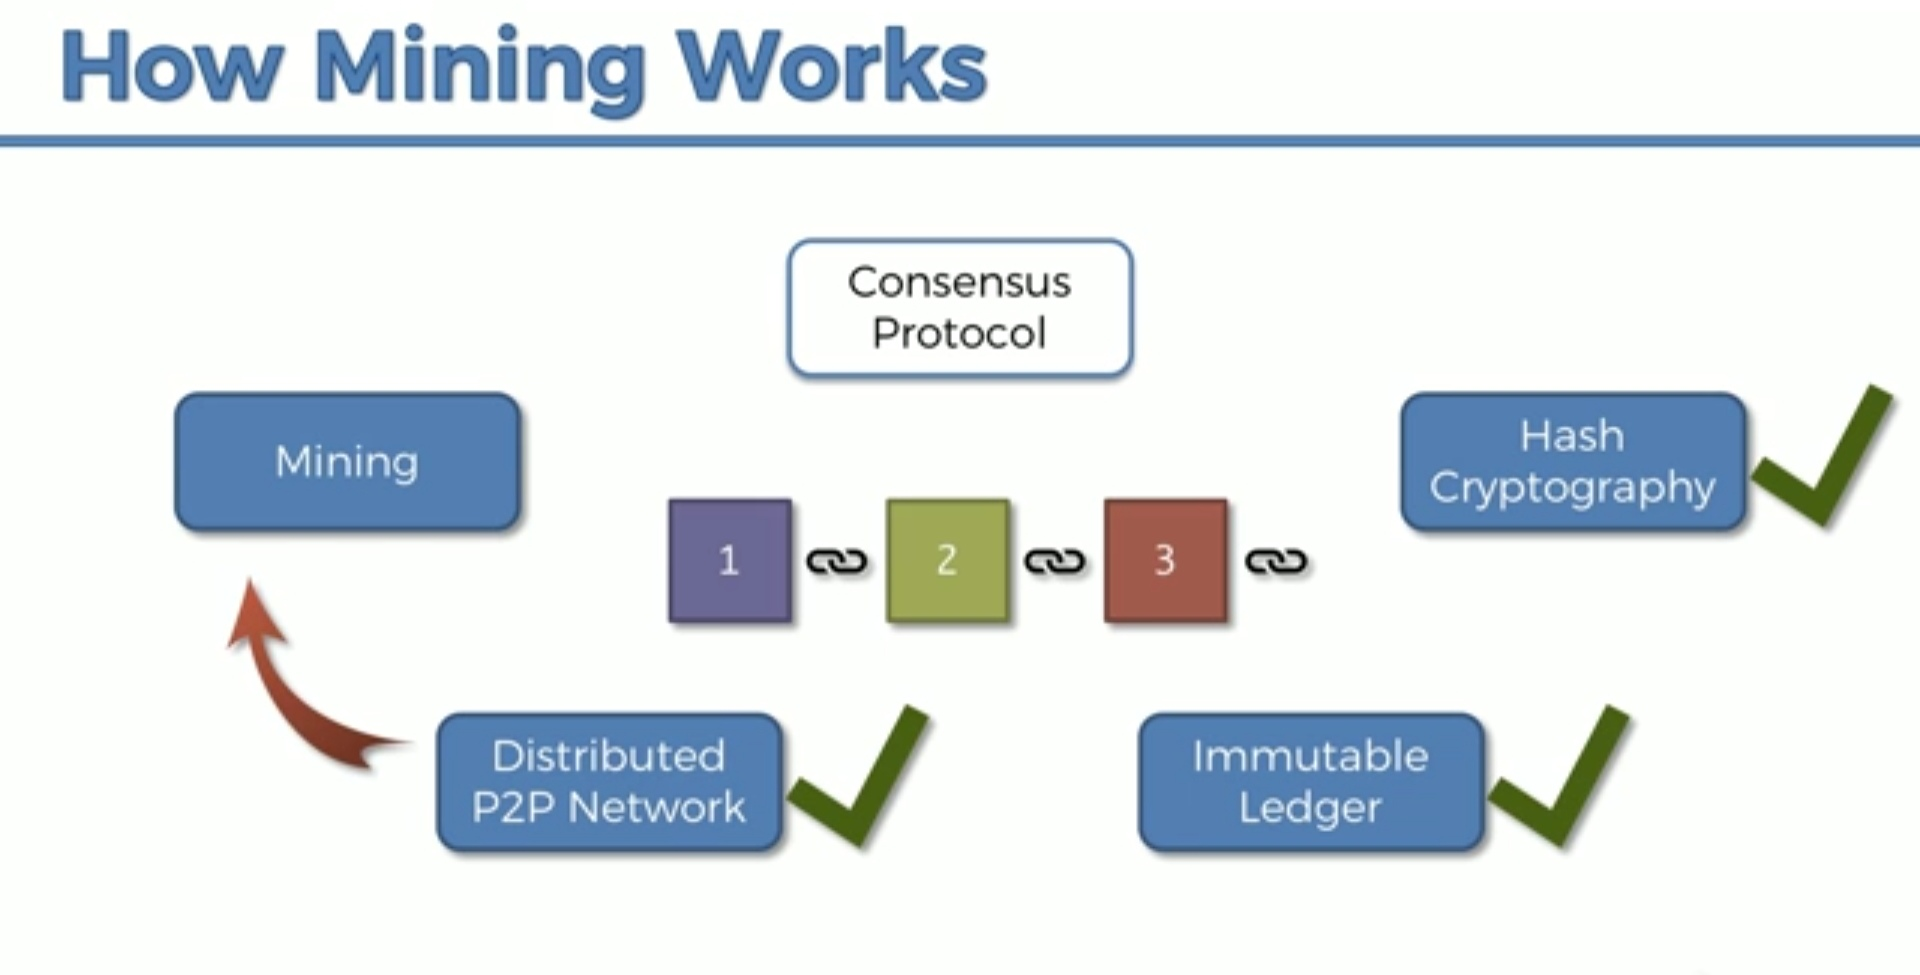 How Mining Works
Consensus
Protocol
Mining
Hash
Cryptography
1
2
3
Distributed
P2P Network
Immutable
Ledger